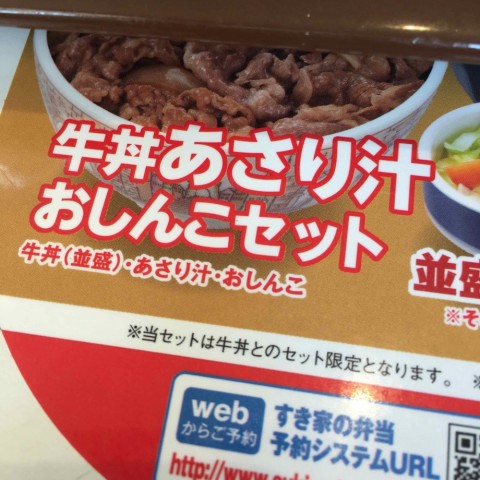 牛丼あさり汁
おしんこセット
牛丼(並盛)・あさり汁・おしんこ
並盛
※そ
※当セットは牛丼とのセット限定となります。 ※
web
からご予約
すき家の弁当
予約システムURL
http://www.